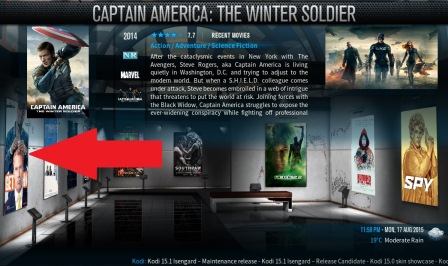 CAPTAIN AMERICA: THE WINTER SOLDIER
2014
7.7
RECENT MOVIES
Action / Adventure / Science Fiction
NR
MARVEL
After the cataclysmic events in New York with The
Avengers, Steve Rogers, aka Captain America is living
quietly in Washington, D.C. and trying to adjust to the
modern world. But when a S.H.I.E.L.D. colleague comes
under attack, Steve becomes embroiled in a web of intrigue
that threatens to put the world at risk. Joining forces with
the Black Widow, Captain America struggles to expose the
ever-widening conspiracy while fighting off professional
CAPTAIN AMERICA
THE WINTER SOLDIER
SOUTHPAW
SPY
11:58 PM - MON, 17 AUG 2015
19°C Moderate Rain
Kodi: Kodi 15.1 Isengard – Maintenance release - Kodi 15.1 Isengard – Release Candidate - Kodi 15.0 skin showcase - Ko